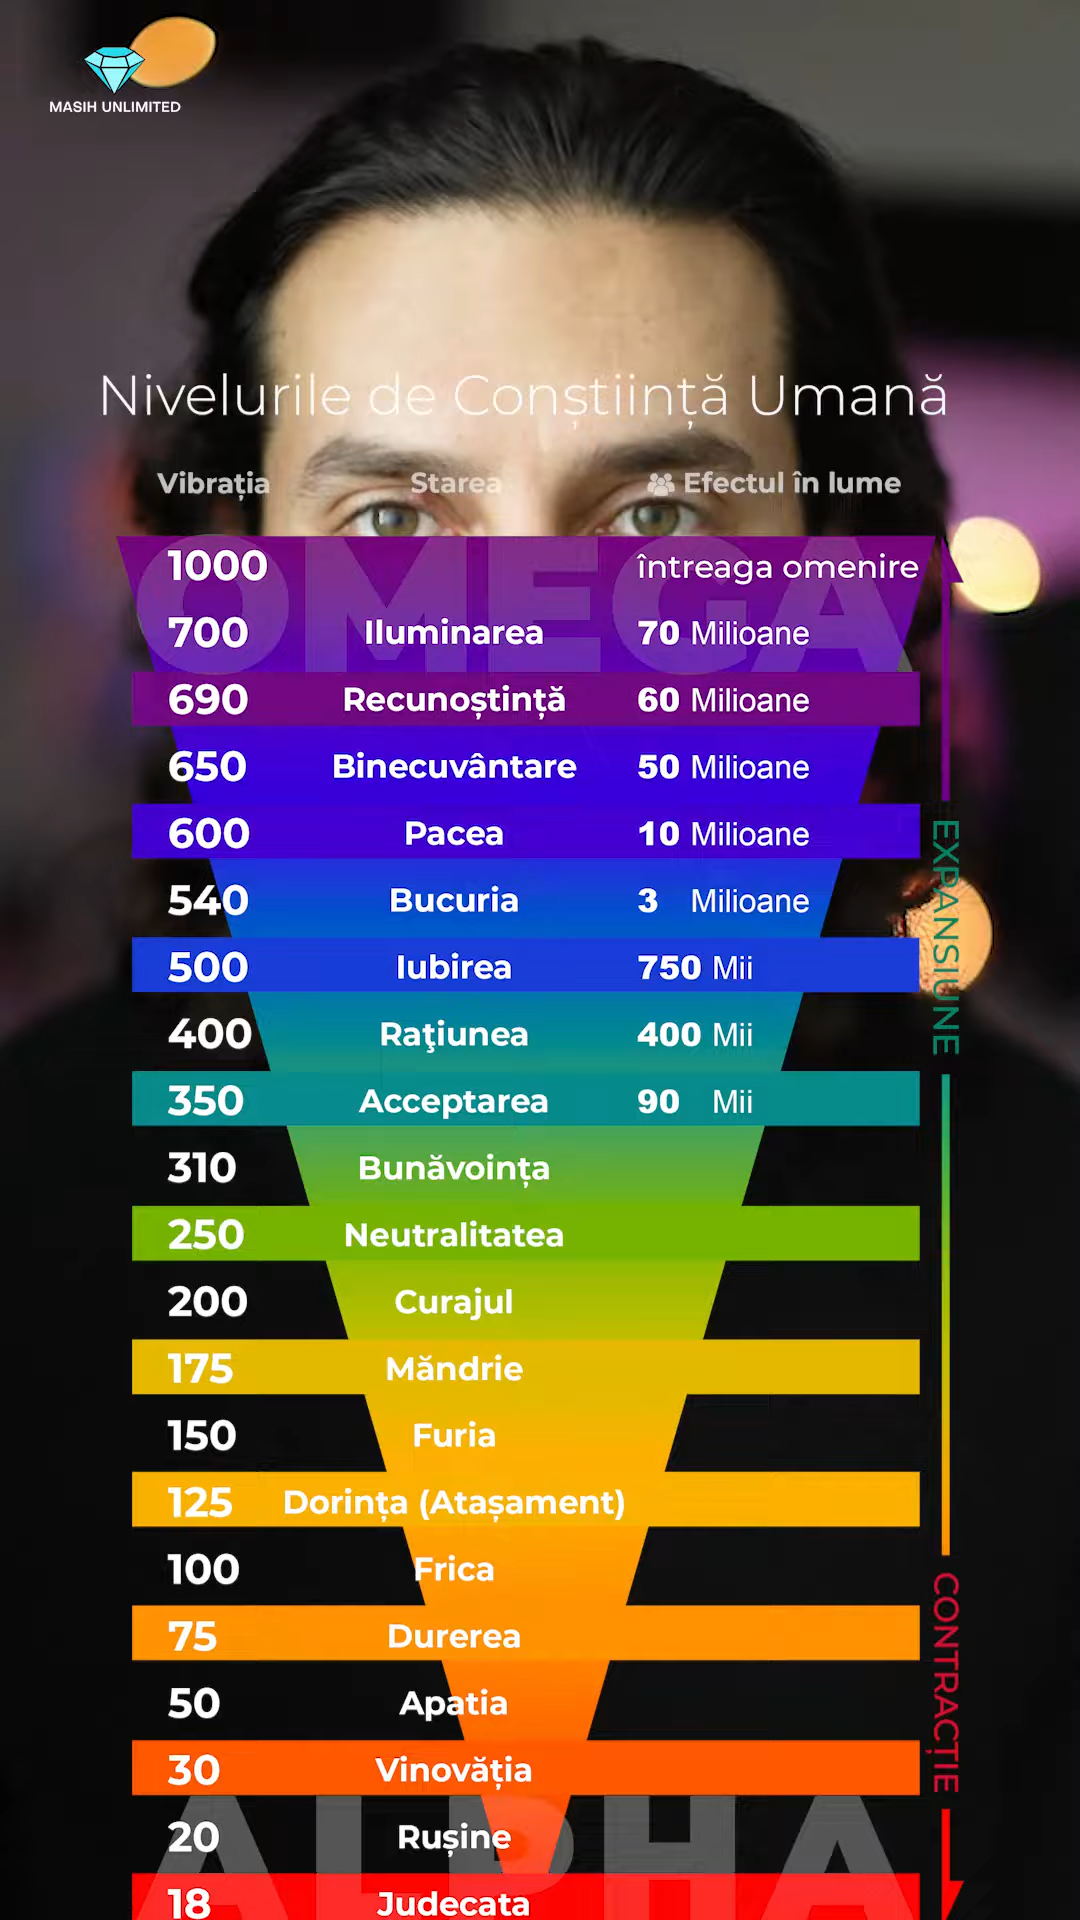 MASIH UNLIMITED
Nivelurile de Conștiință Umană
Vibrația Starea Efectul în lume
OMEGA
1000 întreaga omenire
700 Iluminarea 70 Milioane
690 Recunoștință 60 Milioane
650 Binecuvântare 50 Milioane
600 Pacea 10 Milioane
540 Bucuria 3 Milioane
500 Iubirea 750 Mii
400 Raţiunea 400 Mii
350 Acceptarea 90 Mii
310 Bunăvoința
250 Neutralitatea
200 Curajul
175 Măndrie
150 Furia
125 Dorința (Atașament)
100 Frica
75 Durerea
50 Apatia
30 Vinovăția
20 Rușine
18 Judecata
ALPHA
EXPANSIUNE
CONTRACȚIE